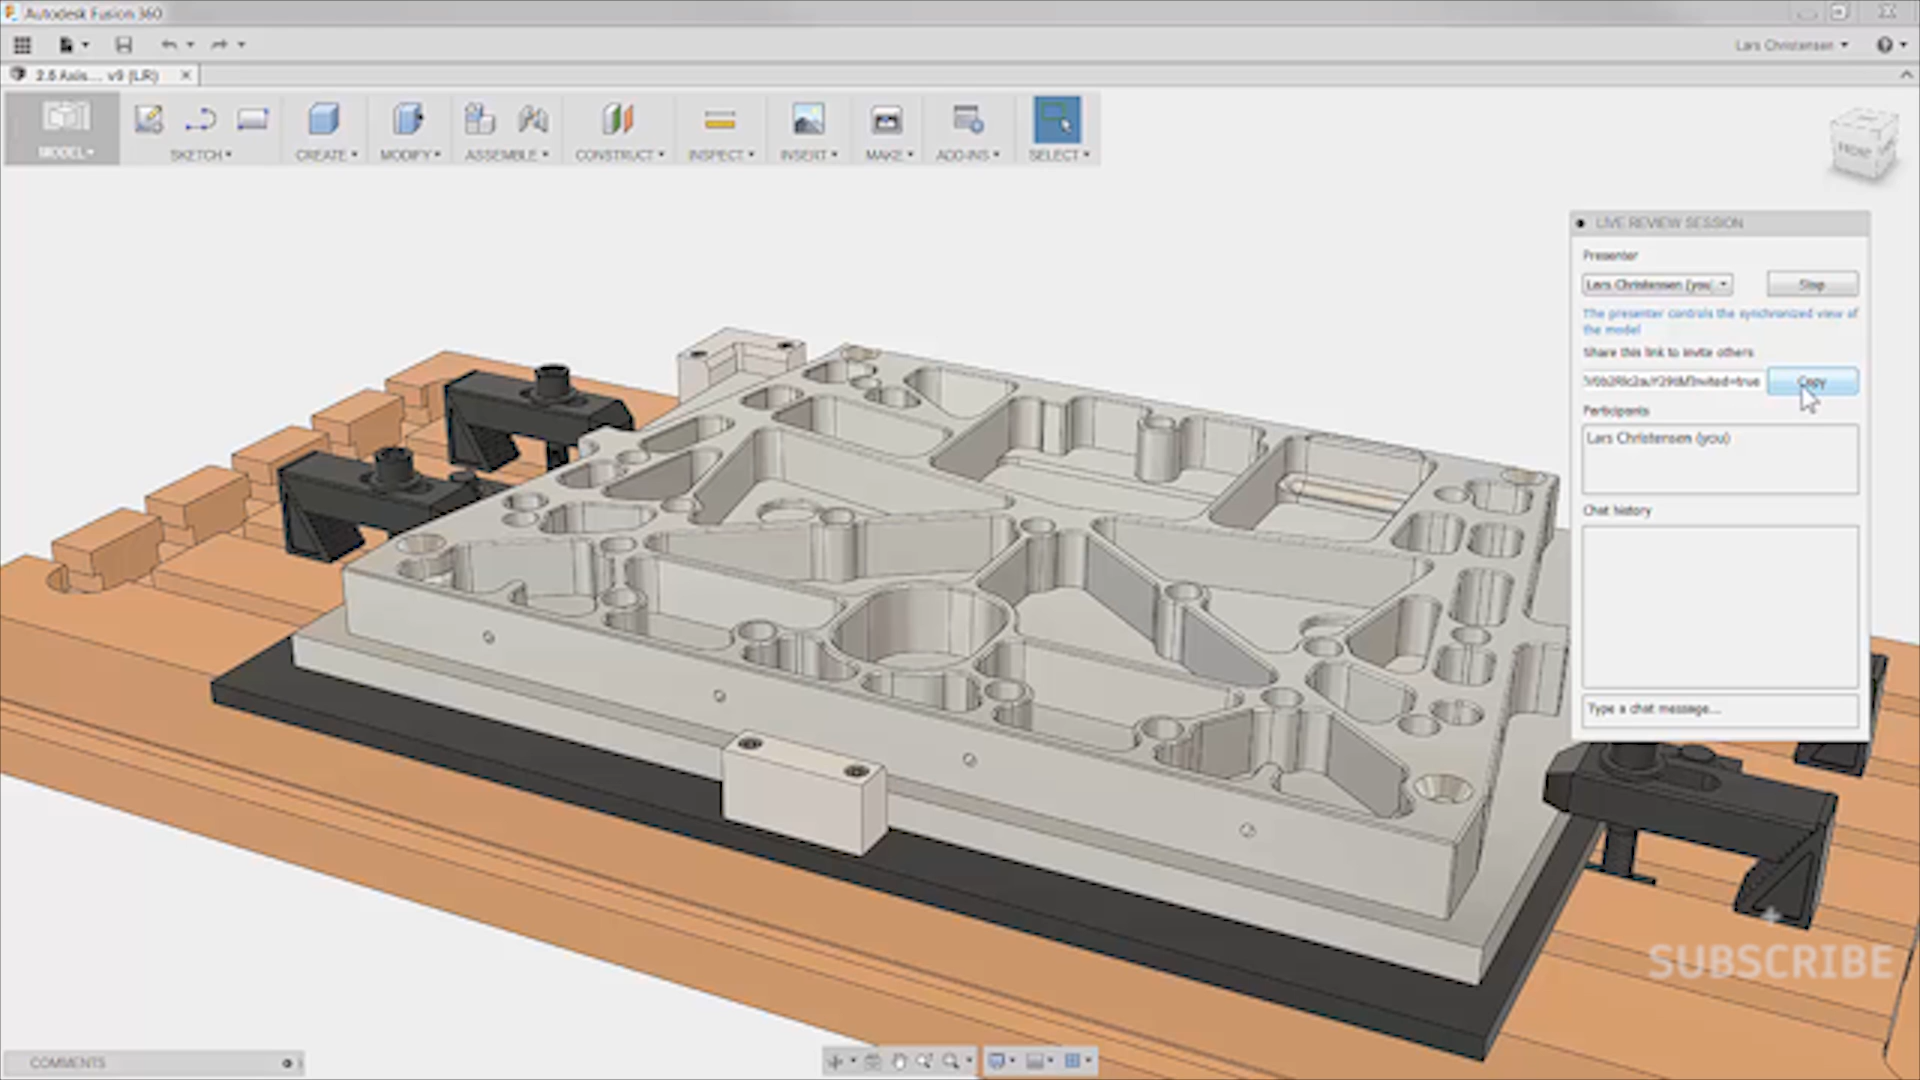 Autodesk Fusion 360
Lars Christensen
2.5 Axis... v9 (LR)
MODEL
SKETCH
CREATE
MODIFY
ASSEMBLE
CONSTRUCT
INSPECT
INSERT
MAKE
ADD-INS
SELECT
FRONT
LIVE REVIEW SESSION
Presenter
Lars Christensen (you)
Stop
The presenter controls the synchronized view of
the model
Share this link to invite others
Copy
Participants
Lars Christensen (you)
Chat history
Type a chat message...
SUBSCRIBE
COMMENTS